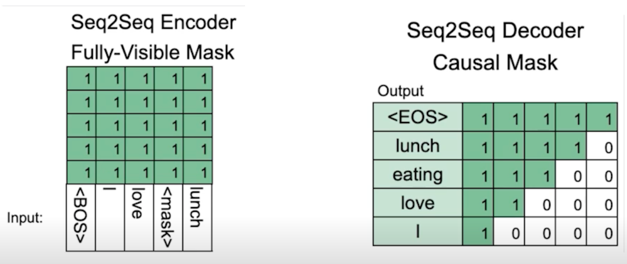 Seq2Seq Encoder
Fully-Visible Mask
1 1 1 1 1
1 1 1 1 1
1 1 1 1 1
1 1 1 1 1
1 1 1 1 1
Input: <BOS> I love <mask> lunch
Seq2Seq Decoder
Causal Mask
Output
<EOS> 1 1 1 1 1
lunch 1 1 1 1 0
eating 1 1 1 0 0
love 1 1 0 0 0
I 1 0 0 0 0